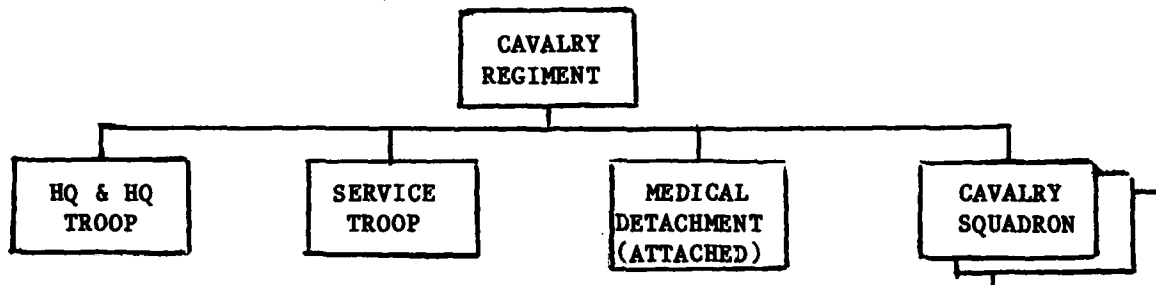 CAVALRY
REGIMENT
HQ & HQ
TROOP
SERVICE
TROOP
MEDICAL
DETACHMENT
(ATTACHED)
CAVALRY
SQUADRON